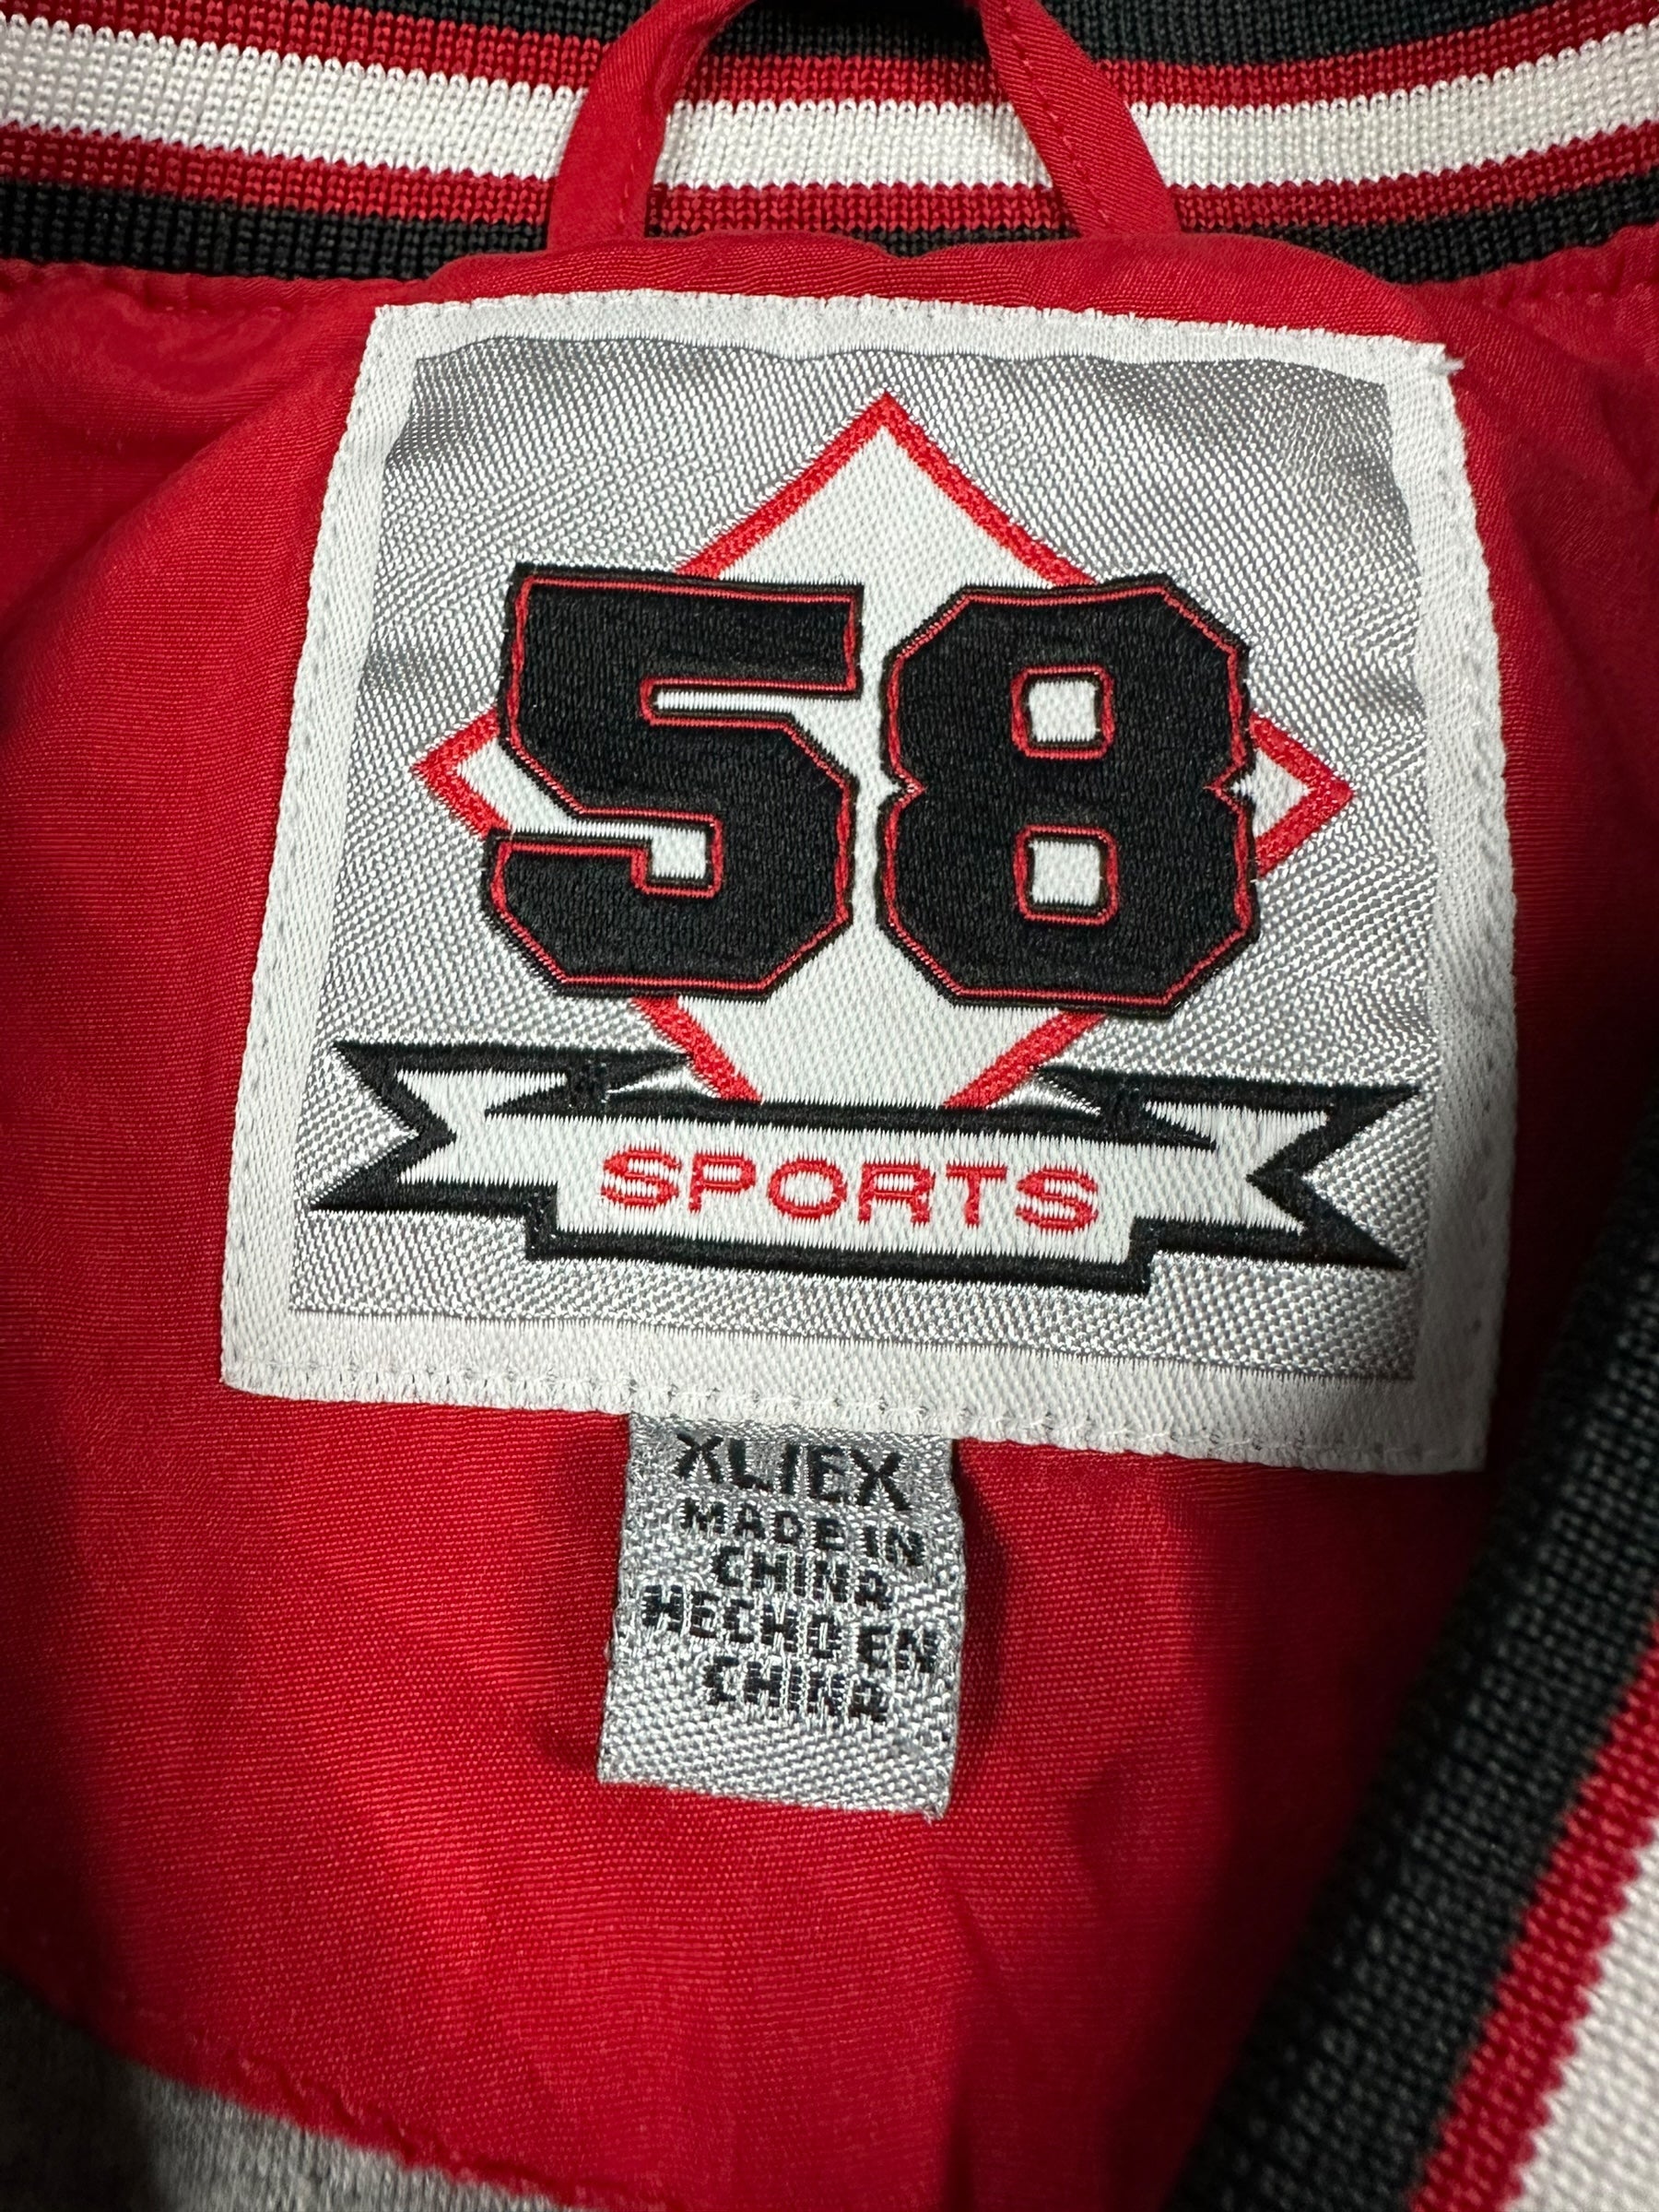 58
SPORTS
XL/EX
MADE IN
CHINA
HECHO EN
CHINA